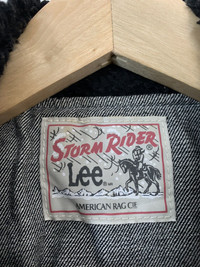 STORM RIDER
Lee
AMERICAN RAG CIE